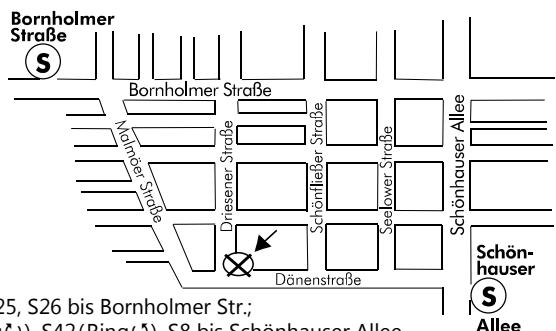 Bornholmer
Straße
S
Bornholmer Straße
Malmöer Straße
Driesener Straße
Schönfließer Straße
Seelower Straße
Schönhauser Allee
Dänenstraße
Schön-
hauser
S
Allee
25, S26 bis Bornholmer Str.;
S42(Ring), S8 bis Schönhauser Allee